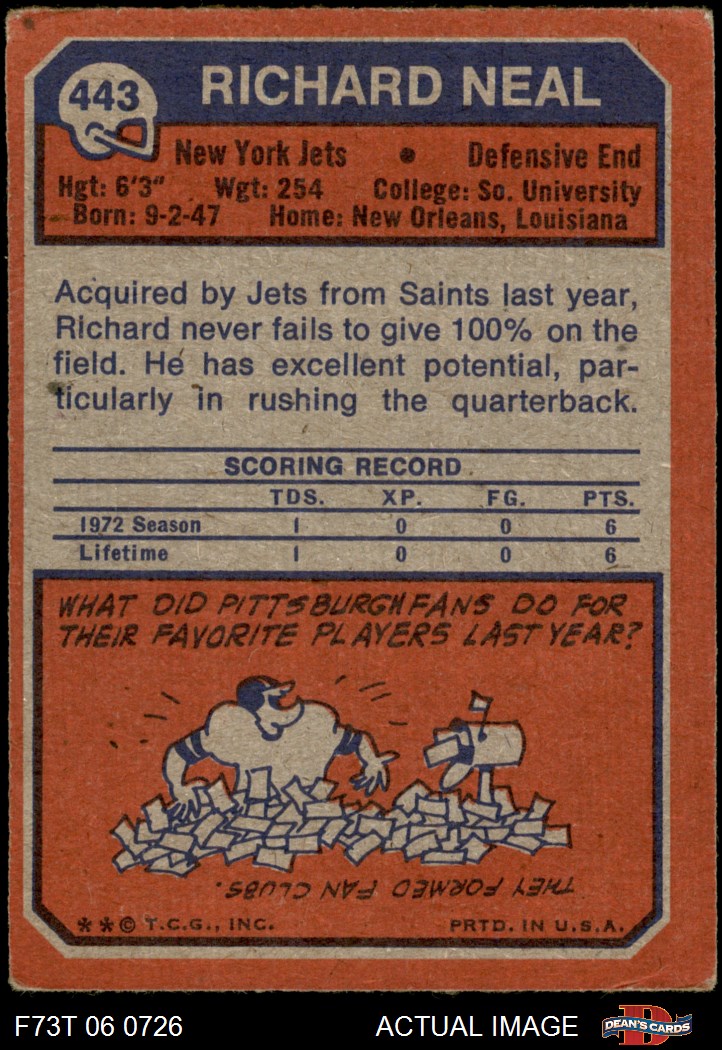 443
RICHARD NEAL
New York Jets • Defensive End
Hgt: 6'3" Wgt: 254 College: So. University
Born: 9-2-47 Home: New Orleans, Louisiana
Acquired by Jets from Saints last year,
Richard never fails to give 100% on the
field. He has excellent potential, par-
ticularly in rushing the quarterback.
SCORING RECORD
TDS. XP. FG. PTS.
1972 Season 1 0 0 6
Lifetime 1 0 0 6
WHAT DID PITTSBURGH FANS DO FOR
THEIR FAVORITE PLAYERS LAST YEAR?
THEY FORMED FAN CLUBS.
**© T.C.G., INC. PRTD. IN U.S.A.
F73T 06 0726 ACTUAL IMAGE
D
DEAN'S CARDS